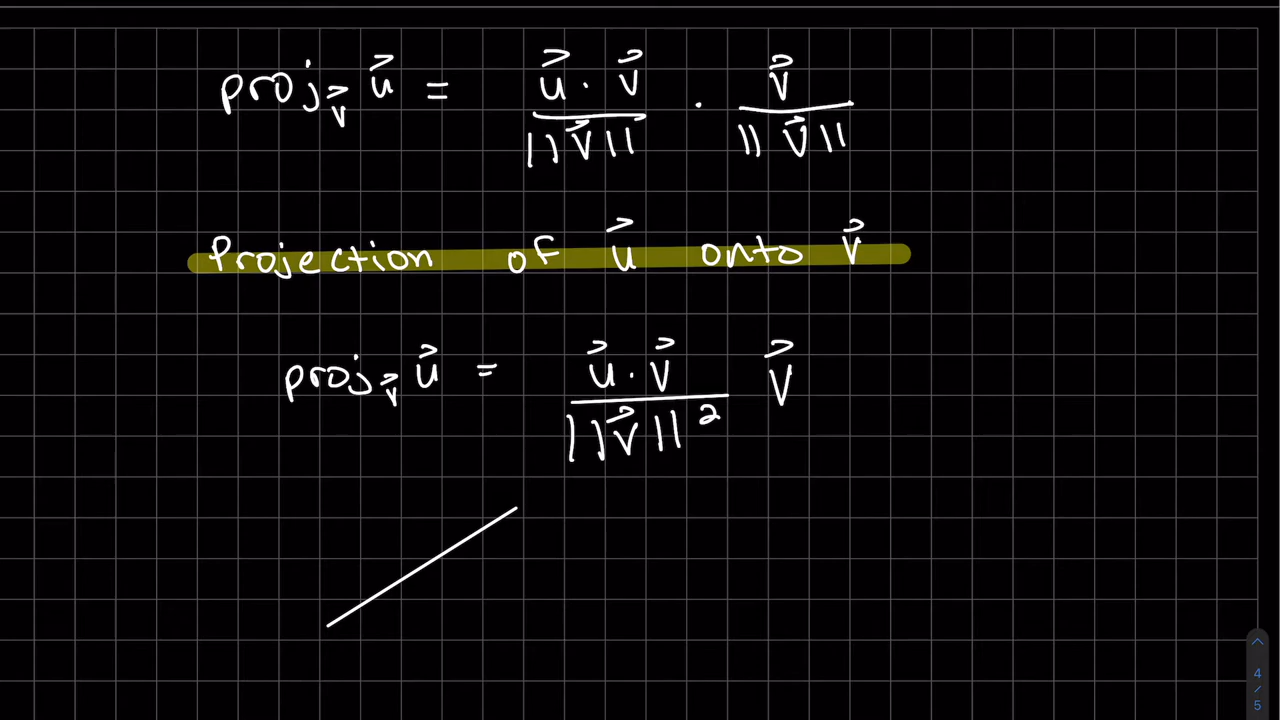 proj_v⃗ u⃗ = (u⃗ · v⃗)/(||v⃗||) · v⃗/(||v⃗||)
Projection of u⃗ onto v⃗
proj_v⃗ u⃗ = (u⃗ · v⃗)/(||v⃗||²) v⃗
4/5